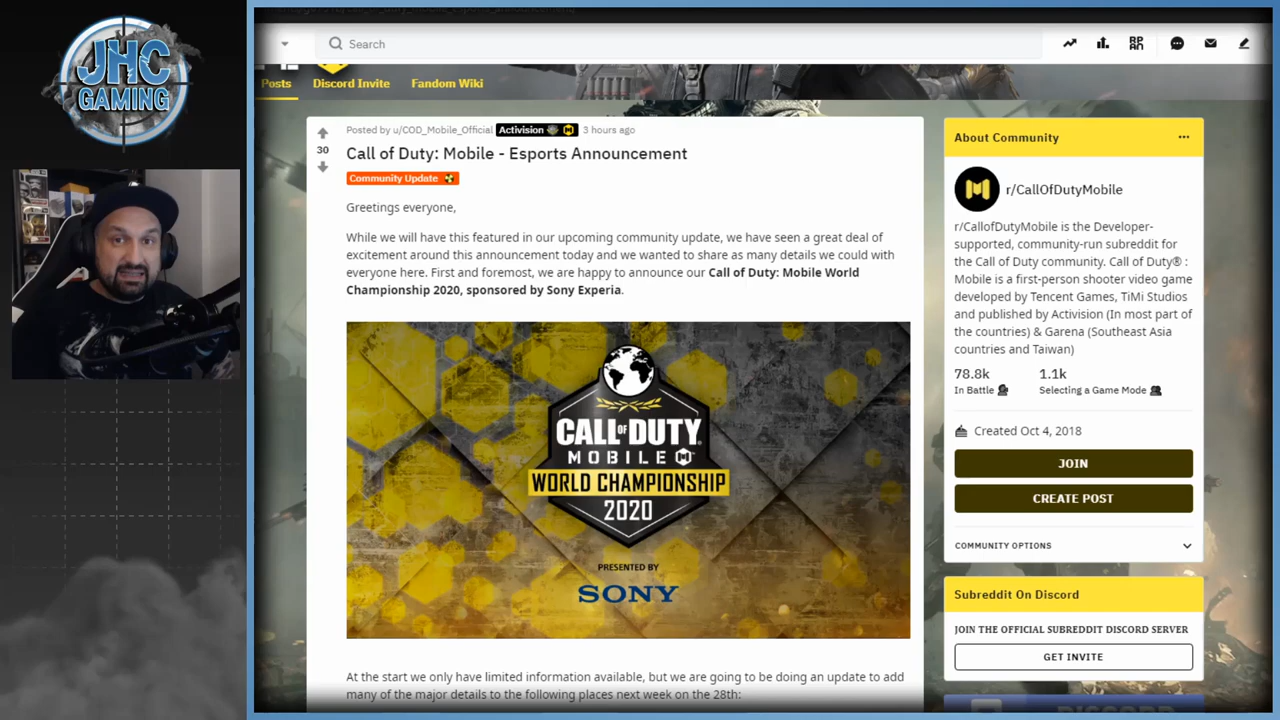 JHC
GAMING
Search
Posts
Discord Invite
Fandom Wiki
Posted by u/COD_Mobile_Official Activision 3 hours ago
30
Call of Duty: Mobile - Esports Announcement
Community Update
Greetings everyone,
While we will have this featured in our upcoming community update, we have seen a great deal of
excitement around this announcement today and we wanted to share as many details we could with
everyone here. First and foremost, we are happy to announce our Call of Duty: Mobile World
Championship 2020, sponsored by Sony Experia.
CALL OF DUTY
MOBILE
WORLD CHAMPIONSHIP
2020
PRESENTED BY
SONY
At the start we only have limited information available, but we are going to be doing an update to add
many of the major details to the following places next week on the 28th:
About Community
r/CallOfDutyMobile
r/CallofDutyMobile is the Developer-
supported, community-run subreddit for
the Call of Duty community. Call of Duty® :
Mobile is a first-person shooter video game
developed by Tencent Games, TiMi Studios
and published by Activision (In most part of
the countries) & Garena (Southeast Asia
countries and Taiwan)
78.8k
1.1k
In Battle
Selecting a Game Mode
Created Oct 4, 2018
JOIN
CREATE POST
COMMUNITY OPTIONS
Subreddit On Discord
JOIN THE OFFICIAL SUBREDDIT DISCORD SERVER
GET INVITE
DISCORD